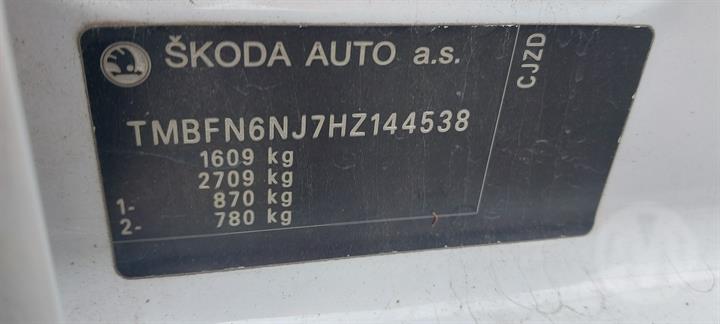 ŠKODA AUTO a.s.
CJZD
TMBFN6NJ7HZ144538
1609 kg
2709 kg
1- 870 kg
2- 780 kg